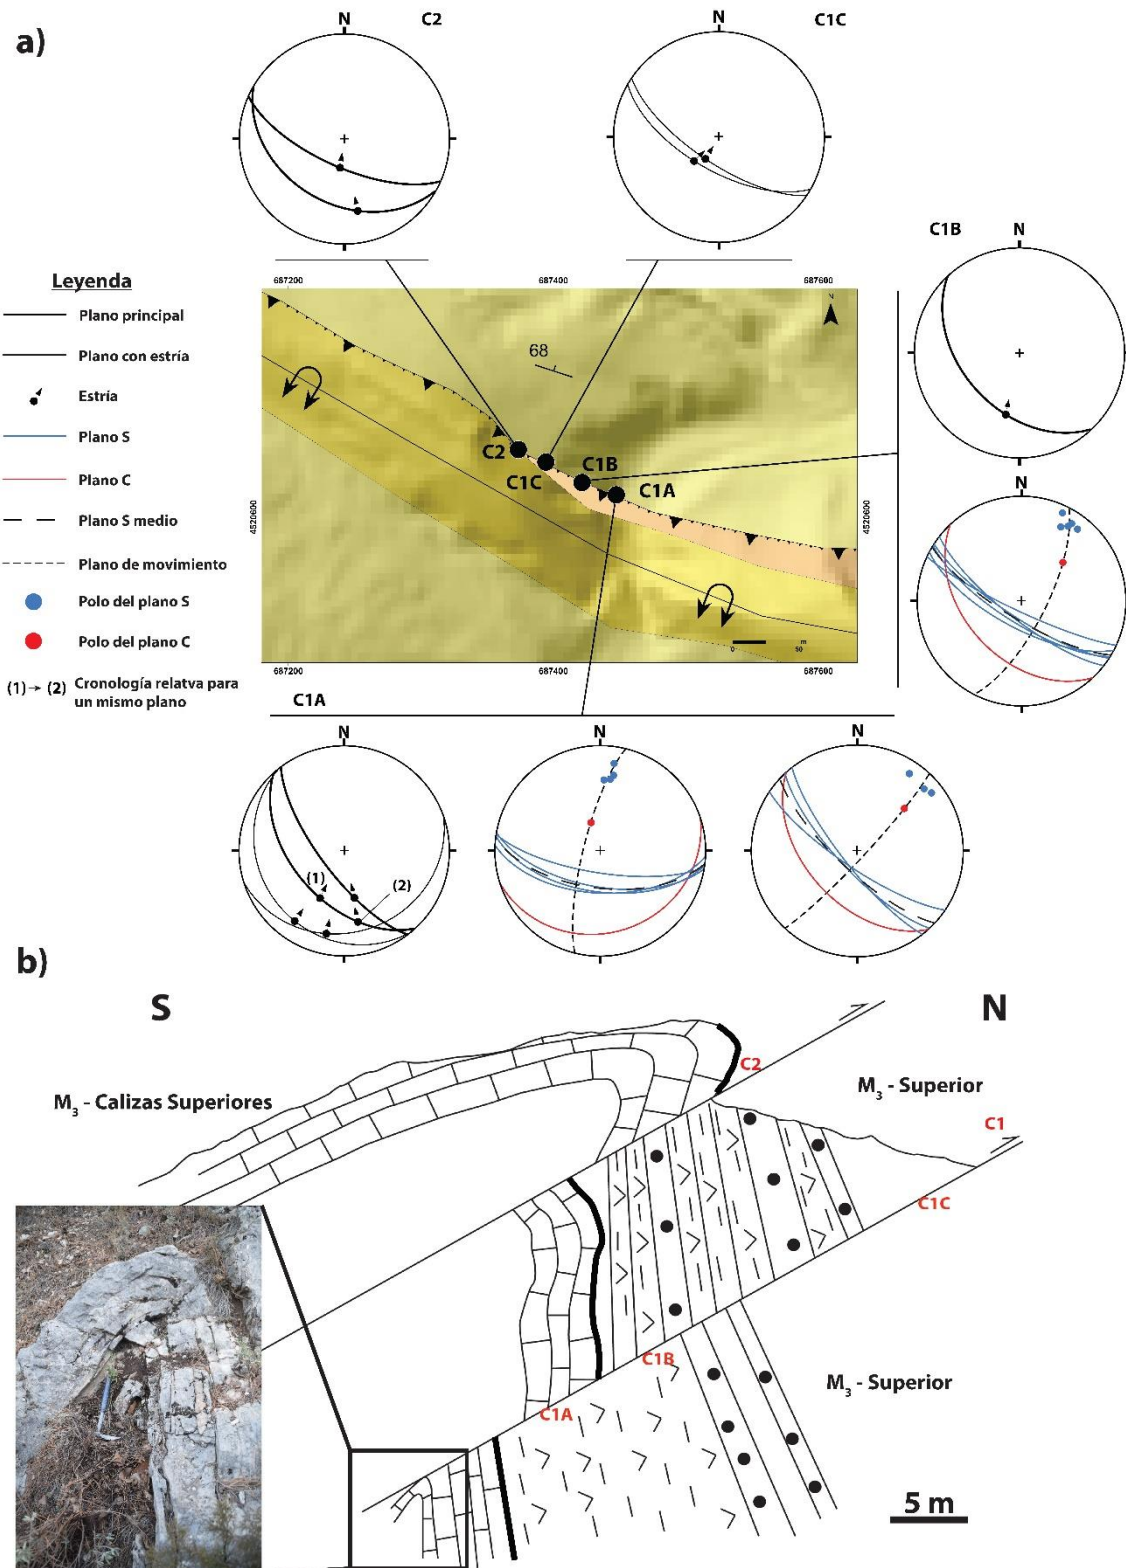 a)
N
C2
N
C1C
C1B
N
Leyenda
Plano principal
Plano con estría
Estría
Plano S
Plano C
Plano S medio
Plano de movimiento
Polo del plano S
Polo del plano C
(1)→(2) Cronología relatva para
un mismo plano
687200
687400
687600
68
4520600
4520600
C2
C1C
C1B
C1A
0
50
m
687200
687400
687600
N
C1A
N
(1)
(2)
N
N
b)
S
N
M3 - Calizas Superiores
C2
M3 - Superior
C1
C1C
C1B
C1A
M3 - Superior
5 m